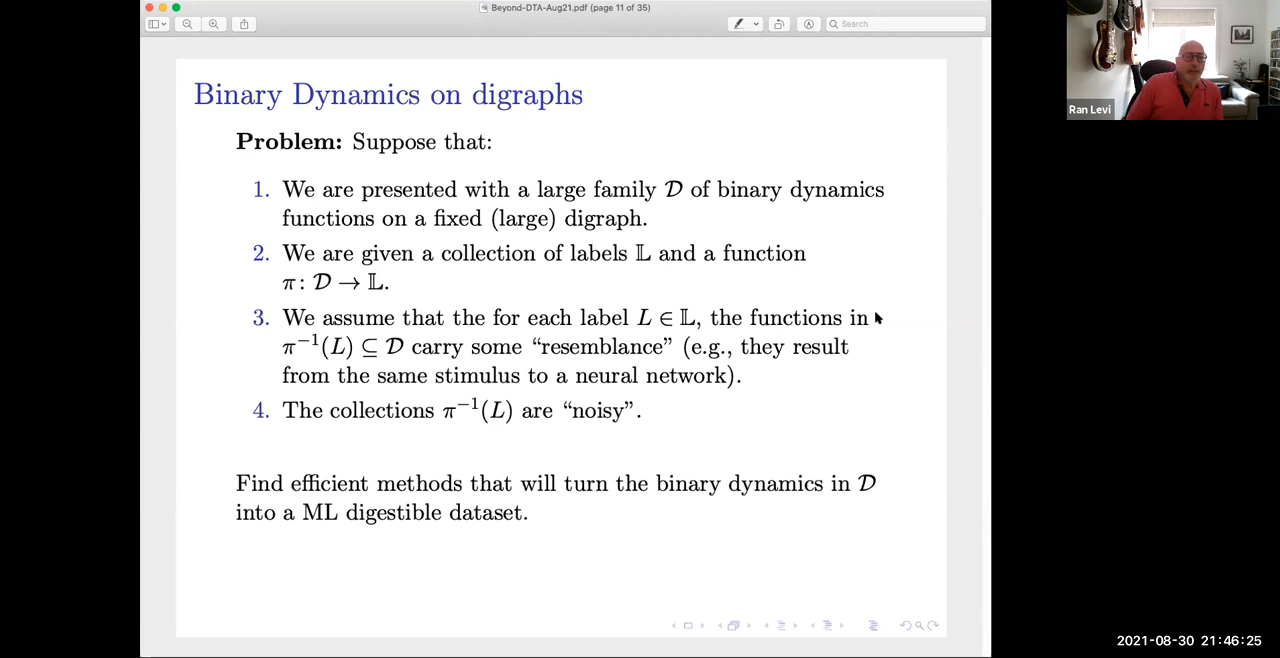 Beyond-DTA-Aug21.pdf (page 11 of 35)
Search
Binary Dynamics on digraphs
Problem: Suppose that:
1. We are presented with a large family 𝒟 of binary dynamics
functions on a fixed (large) digraph.
2. We are given a collection of labels 𝕃 and a function
π: 𝒟 → 𝕃.
3. We assume that the for each label L ∈ 𝕃, the functions in
π⁻¹(L) ⊆ 𝒟 carry some “resemblance” (e.g., they result
from the same stimulus to a neural network).
4. The collections π⁻¹(L) are “noisy”.
Find efficient methods that will turn the binary dynamics in 𝒟
into a ML digestible dataset.
Ran Levi
2021-08-30 21:46:25